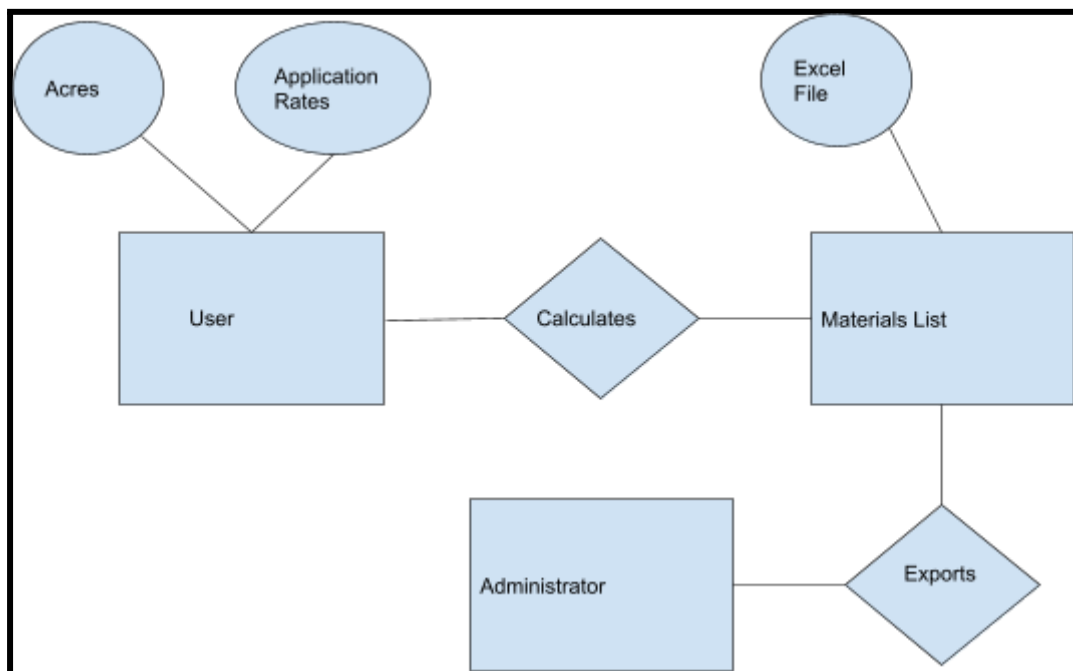 Acres
Application
Rates
Excel
File
User
Calculates
Materials List
Administrator
Exports